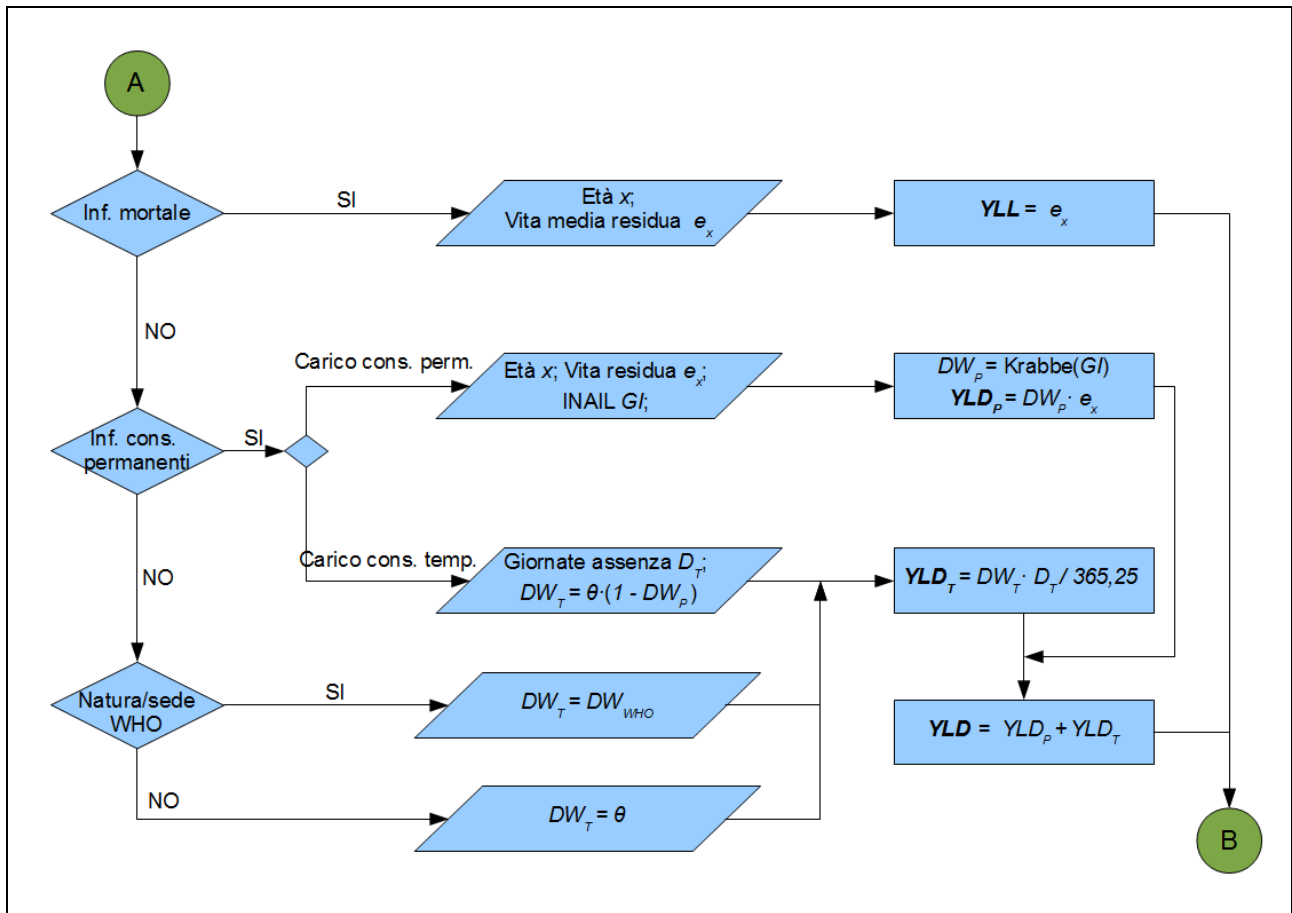 A
Inf. mortale
SI
Età x;
Vita media residua e_x
YLL = e_x
NO
Carico cons. perm.
Età x; Vita residua e_x;
INAIL GI;
DW_P = Krabbe(GI)
YLD_P = DW_P · e_x
Inf. cons.
permanenti
SI
Carico cons. temp.
Giornate assenza D_T;
DW_T = θ·(1 - DW_P)
YLD_T = DW_T · D_T / 365,25
NO
Natura/sede
WHO
SI
DW_T = DW_WHO
YLD = YLD_P + YLD_T
NO
DW_T = θ
B